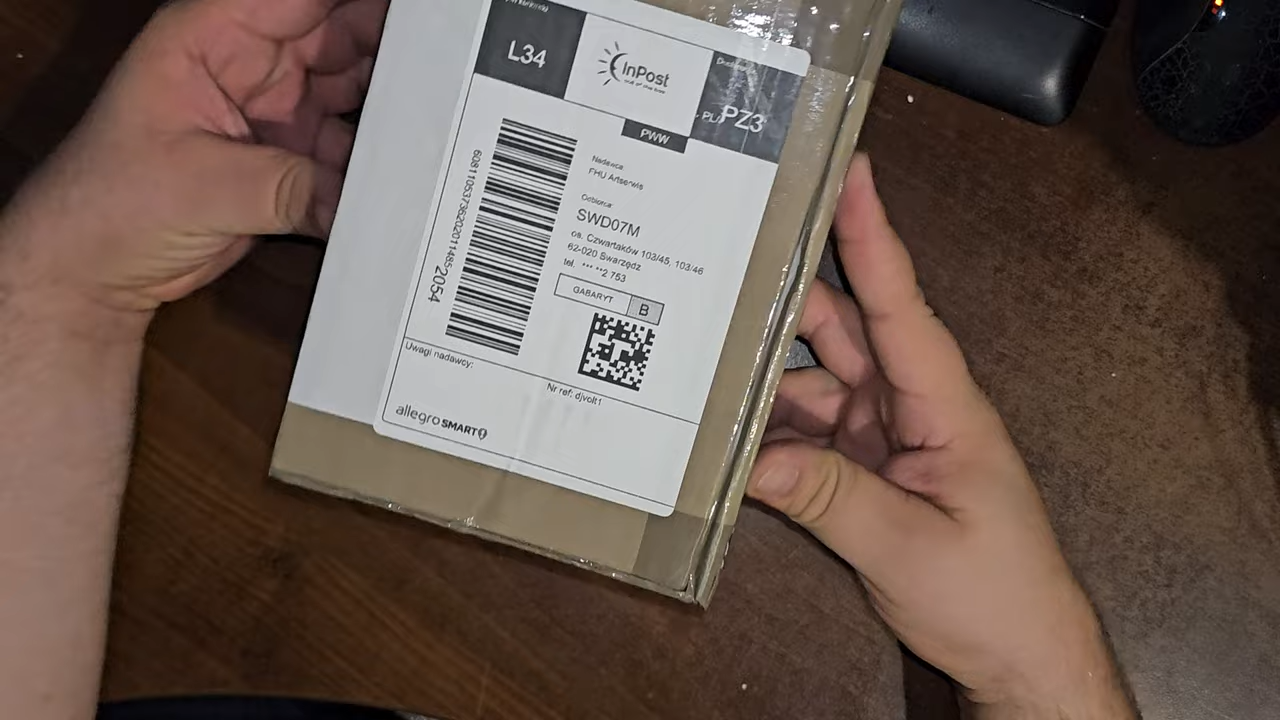 L34
InPost
PZ3
PWW
Nadawca:
FHU Artserwis
Odbiorca:
SWD07M
os. Czwartaków 103/45, 103/46
62-020 Swarzędz
tel. *** **2 753
GABARYT B
Uwagi nadawcy:
Nr ref: djvolt1
allegro SMART!